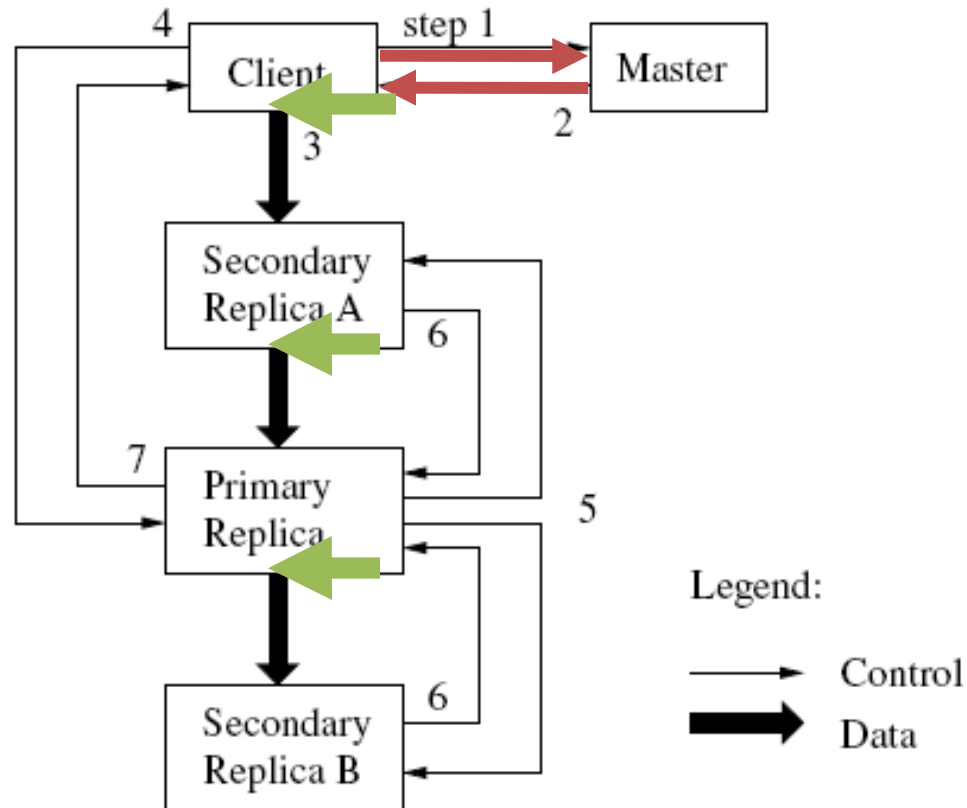 4
step 1
Client
Master
2
3
Secondary
Replica A
6
7
Primary
Replica
5
Legend:
Control
Data
6
Secondary
Replica B